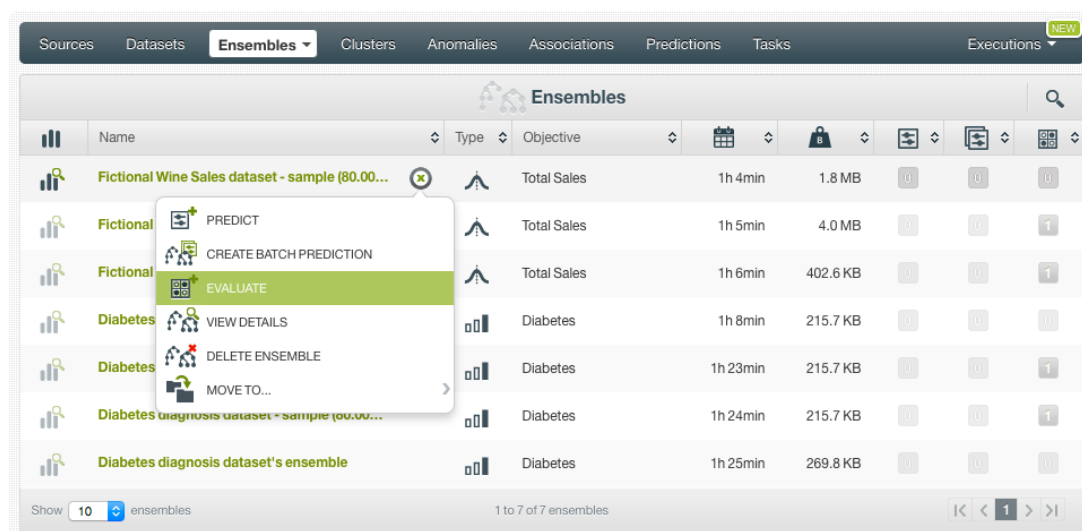 NEW
Sources Datasets Ensembles Clusters Anomalies Associations Predictions Tasks Executions
Ensembles
Name Type Objective B
Fictional Wine Sales dataset - sample (80.00... Total Sales 1h 4min 1.8 MB 0 0 0
PREDICT
Fictional Total Sales 1h 5min 4.0 MB 0 0 1
CREATE BATCH PREDICTION
Fictional Total Sales 1h 6min 402.6 KB 0 0 1
EVALUATE
Diabetes VIEW DETAILS Diabetes 1h 8min 215.7 KB 0 0 0
DELETE ENSEMBLE
Diabetes Diabetes 1h 23min 215.7 KB 0 0 1
MOVE TO...
Diabetes diagnosis dataset - sample (80.00... Diabetes 1h 24min 215.7 KB 0 0 1
Diabetes diagnosis dataset's ensemble Diabetes 1h 25min 269.8 KB 0 0 0
Show 10 ensembles 1 to 7 of 7 ensembles 1